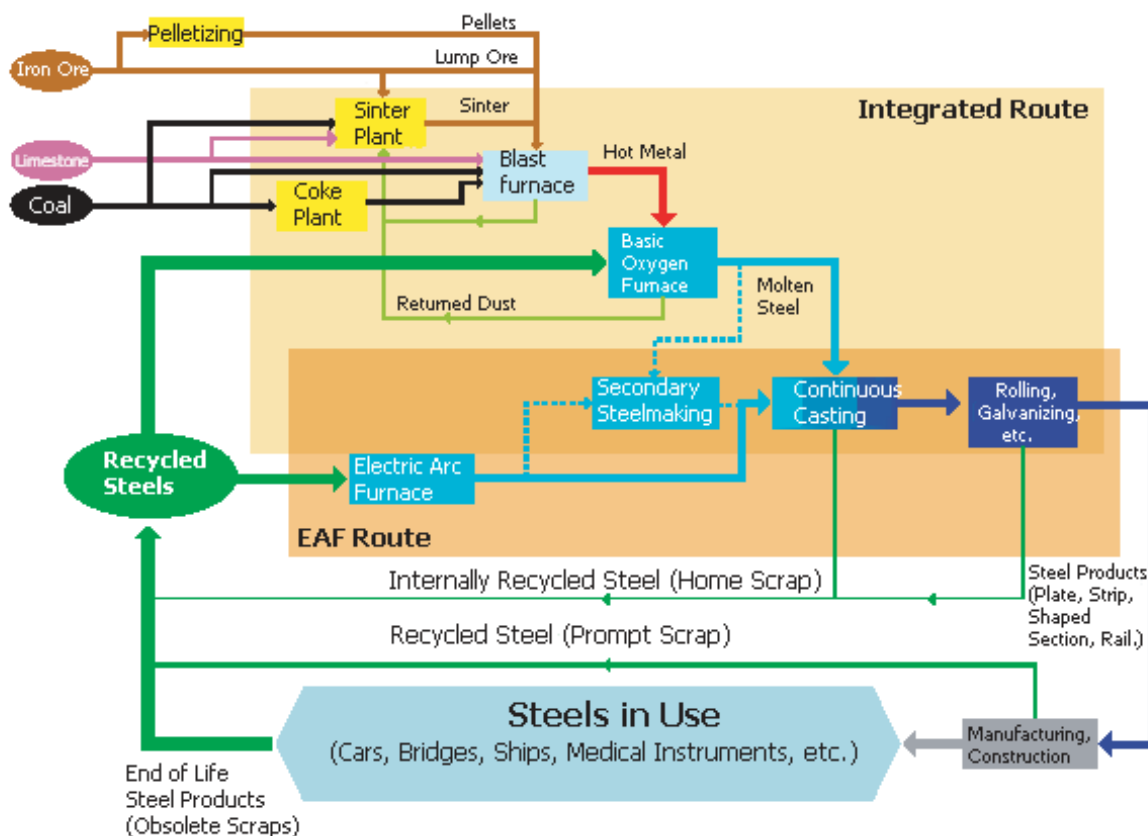 Pellets
Pelletizing
Lump Ore
Iron Ore
Sinter
Plant
Sinter
Integrated Route
Limestone
Blast
furnace
Hot Metal
Coal
Coke
Plant
Basic
Oxygen
Furnace
Molten
Steel
Returned Dust
Secondary
Steelmaking
Continuous
Casting
Rolling,
Galvanizing,
etc.
Recycled
Steels
Electric Arc
Furnace
EAF Route
Internally Recycled Steel (Home Scrap)
Steel Products
(Plate, Strip,
Shaped
Section, Rail.)
Recycled Steel (Prompt Scrap)
Steels in Use
(Cars, Bridges, Ships, Medical Instruments, etc.)
Manufacturing,
Construction
End of Life
Steel Products
(Obsolete Scraps)